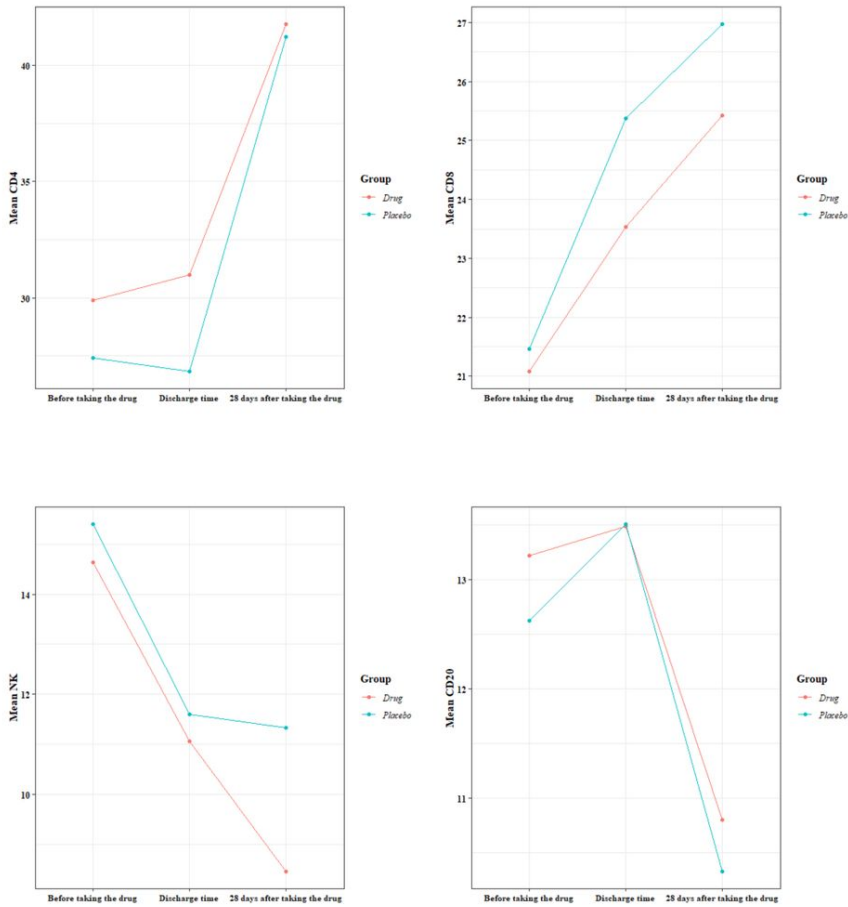 Mean CD4
40
35
30
Before taking the drug Discharge time 28 days after taking the drug
Group
Drug
Placebo
Mean CD8
27
26
25
24
23
22
21
Before taking the drug Discharge time 28 days after taking the drug
Group
Drug
Placebo
Mean NK
14
12
10
Before taking the drug Discharge time 28 days after taking the drug
Group
Drug
Placebo
Mean CD20
13
12
11
Before taking the drug Discharge time 28 days after taking the drug
Group
Drug
Placebo